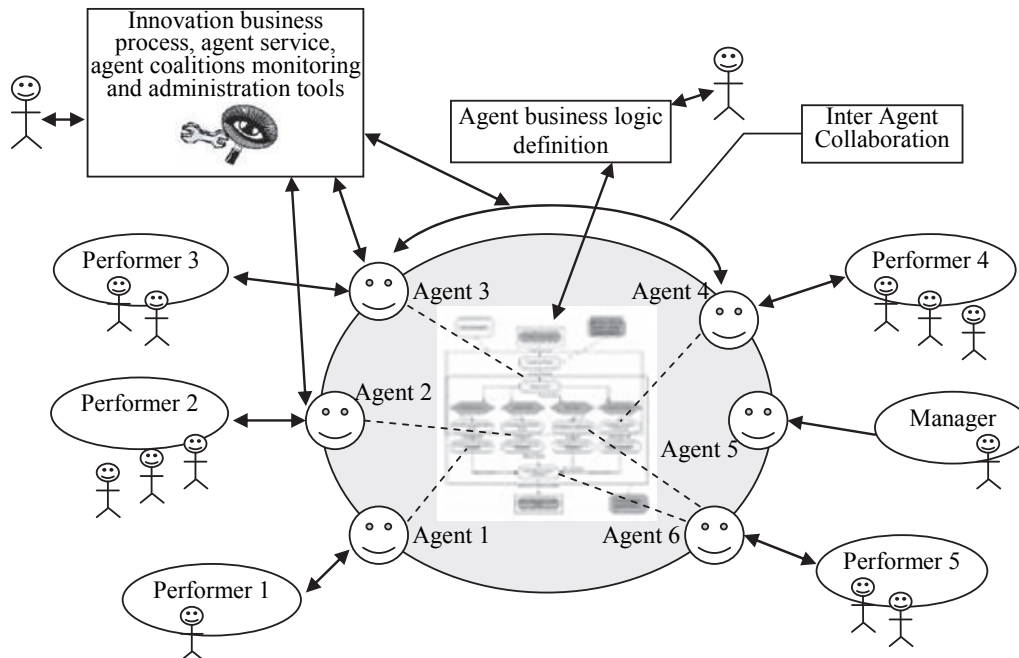 Innovation business
process, agent service,
agent coalitions monitoring
and administration tools
Agent business logic
definition
Inter Agent
Collaboration
Performer 3
Agent 3
Agent 4
Performer 4
Performer 2
Agent 2
Agent 5
Manager
Agent 1
Agent 6
Performer 1
Performer 5